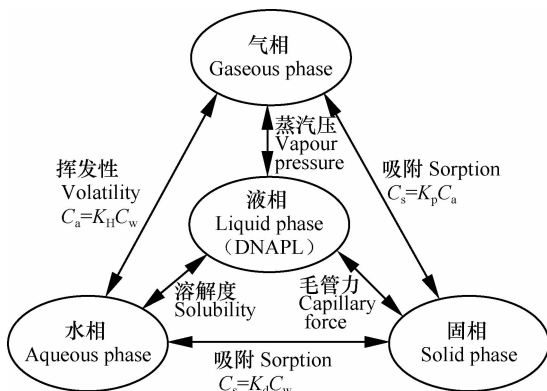 气相
Gaseous phase
蒸汽压
Vapour
pressure
挥发性
Volatility
Ca=KHCw
吸附 Sorption
Cs=KpCa
液相
Liquid phase
（DNAPL）
溶解度
Solubility
毛管力
Capillary
force
水相
Aqueous phase
吸附 Sorption
Cs=KdCw
固相
Solid phase